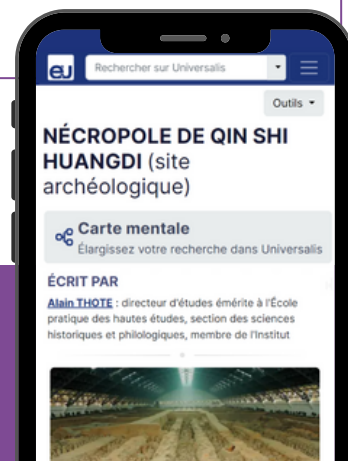 eu
Rechercher sur Universalis
Outils
NÉCROPOLE DE QIN SHI
HUANGDI (site
archéologique)
Carte mentale
Élargissez votre recherche dans Universalis
ÉCRIT PAR
Alain THOTE : directeur d'études émérite à l'École
pratique des hautes études, section des sciences
historiques et philologiques, membre de l'Institut